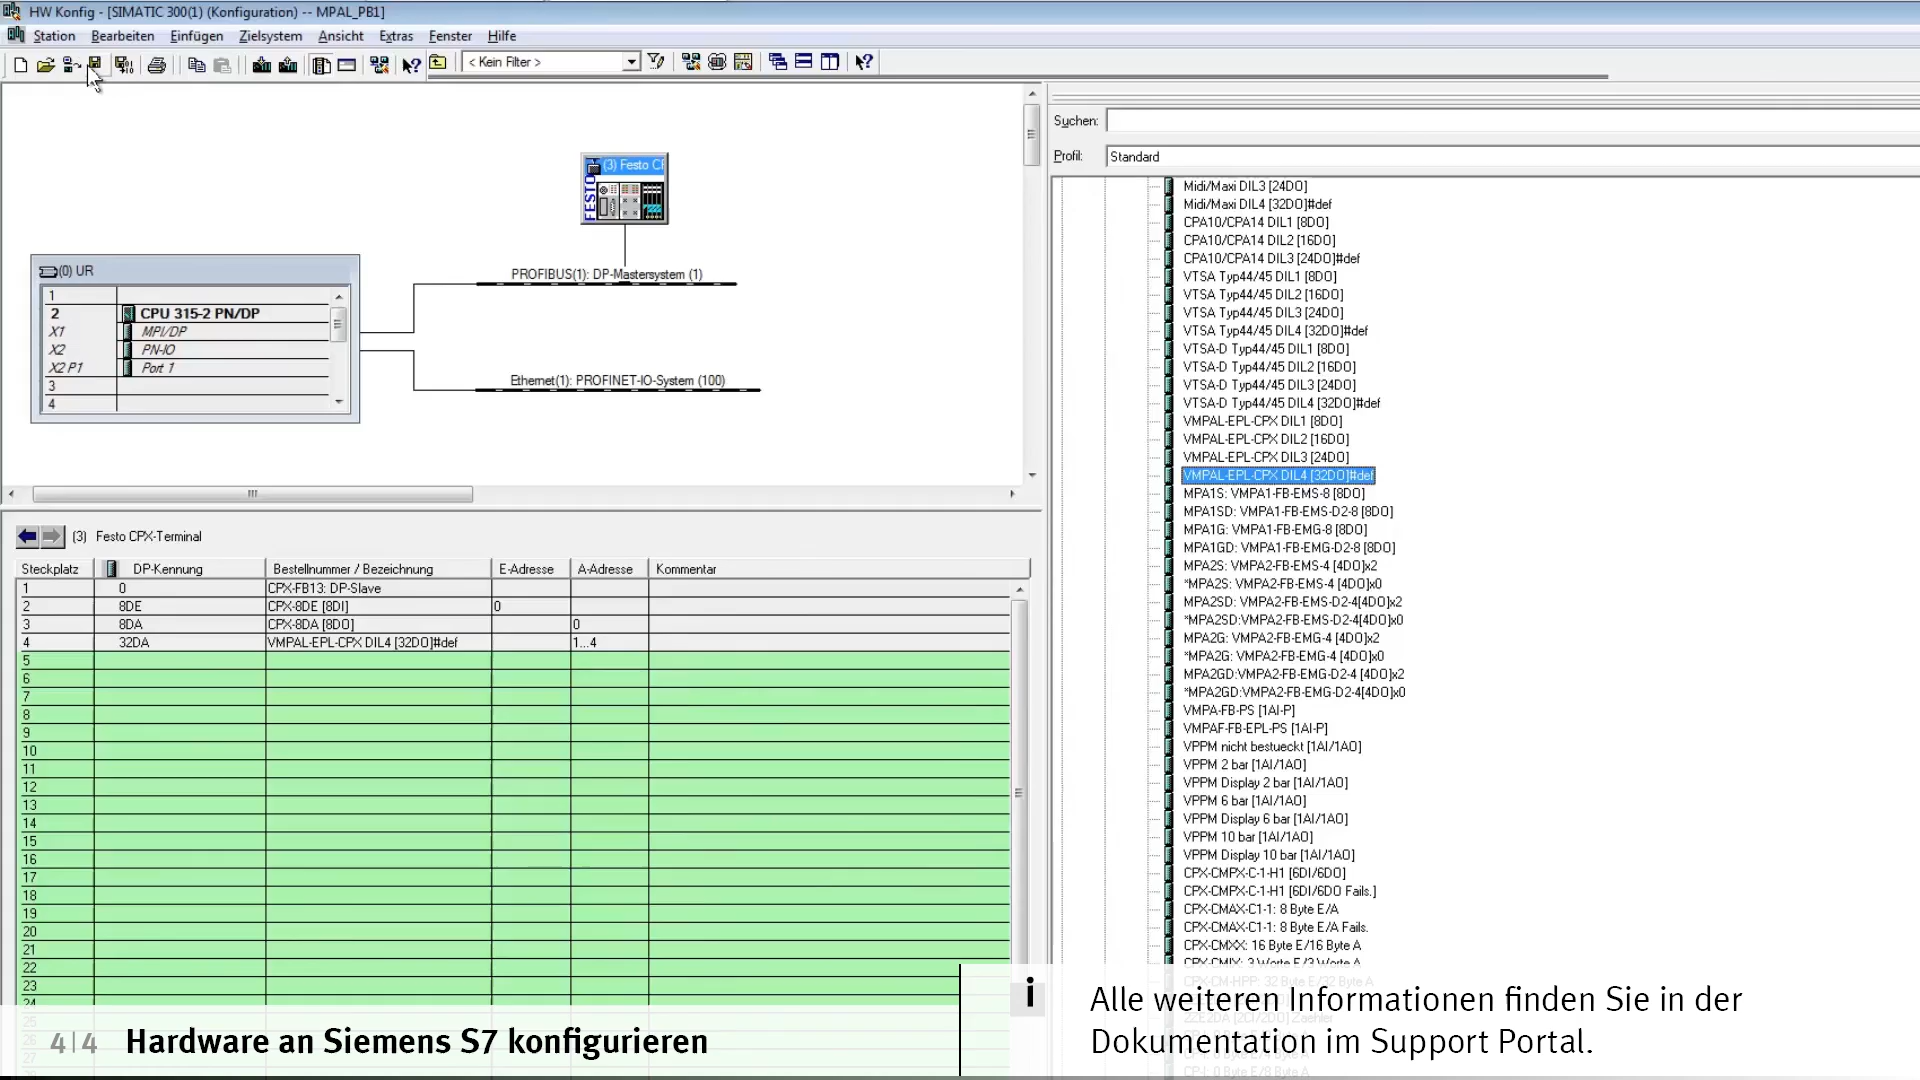 HW Konfig - [SIMATIC 300(1) (Konfiguration) -- MPAL_PB1]
Station Bearbeiten Einfügen Zielsystem Ansicht Extras Fenster Hilfe
< Kein Filter >
Suchen:
Profil: Standard
(3) Festo CF
FESTO
PROFIBUS(1): DP-Mastersystem (1)
(0) UR
1
2 CPU 315-2 PN/DP
X1 MPI/DP
X2 PN-IO
X2 P1 Port 1
3
4
Ethernet(1): PROFINET-IO-System (100)
(3) Festo CPX-Terminal
Steckplatz DP-Kennung Bestellnummer / Bezeichnung E-Adresse A-Adresse Kommentar
1 0 CPX-FB13: DP-Slave
2 8DE CPX-8DE [8DI] 0
3 8DA CPX-8DA [8DO] 0
4 32DA VMPAL-EPL-CPX DIL4 [32DO]#def 1...4
5
6
7
8
9
10
11
12
13
14
15
16
17
18
19
20
21
22
23
24
Midi/Maxi DIL3 [24DO]
Midi/Maxi DIL4 [32DO]#def
CPA10/CPA14 DIL1 [8DO]
CPA10/CPA14 DIL2 [16DO]
CPA10/CPA14 DIL3 [24DO]#def
VTSA Typ44/45 DIL1 [8DO]
VTSA Typ44/45 DIL2 [16DO]
VTSA Typ44/45 DIL3 [24DO]
VTSA Typ44/45 DIL4 [32DO]#def
VTSA-D Typ44/45 DIL1 [8DO]
VTSA-D Typ44/45 DIL2 [16DO]
VTSA-D Typ44/45 DIL3 [24DO]
VTSA-D Typ44/45 DIL4 [32DO]#def
VMPAL-EPL-CPX DIL1 [8DO]
VMPAL-EPL-CPX DIL2 [16DO]
VMPAL-EPL-CPX DIL3 [24DO]
VMPAL-EPL-CPX DIL4 [32DO]#def
MPA1S: VMPA1-FB-EMS-8 [8DO]
MPA1SD: VMPA1-FB-EMS-D2-8 [8DO]
MPA1G: VMPA1-FB-EMG-8 [8DO]
MPA1GD: VMPA1-FB-EMG-D2-8 [8DO]
MPA2S: VMPA2-FB-EMS-4 [4DO]x2
*MPA2S: VMPA2-FB-EMS-4 [4DO]x0
MPA2SD: VMPA2-FB-EMS-D2-4[4DO]x2
*MPA2SD:VMPA2-FB-EMS-D2-4[4DO]x0
MPA2G: VMPA2-FB-EMG-4 [4DO]x2
*MPA2G: VMPA2-FB-EMG-4 [4DO]x0
MPA2GD:VMPA2-FB-EMG-D2-4 [4DO]x2
*MPA2GD:VMPA2-FB-EMG-D2-4[4DO]x0
VMPA-FB-PS [1AI-P]
VMPAF-FB-EPL-PS [1AI-P]
VPPM nicht bestueckt [1AI/1AO]
VPPM 2 bar [1AI/1AO]
VPPM Display 2 bar [1AI/1AO]
VPPM 6 bar [1AI/1AO]
VPPM Display 6 bar [1AI/1AO]
VPPM 10 bar [1AI/1AO]
VPPM Display 10 bar [1AI/1AO]
CPX-CMPX-C-1-H1 [6DI/6DO]
CPX-CMPX-C-1-H1 [6DI/6DO Fails.]
CPX-CMAX-C1-1: 8 Byte E/A
CPX-CMAX-C1-1: 8 Byte E/A Fails.
CPX-CMXX: 16 Byte E/16 Byte A
CPX-CMIX: 3 Worte E/3 Worte A
CPX-CM-HPP: 32 Byte E/32 Byte A
4|4 Hardware an Siemens S7 konfigurieren
i
Alle weiteren Informationen finden Sie in der
Dokumentation im Support Portal.